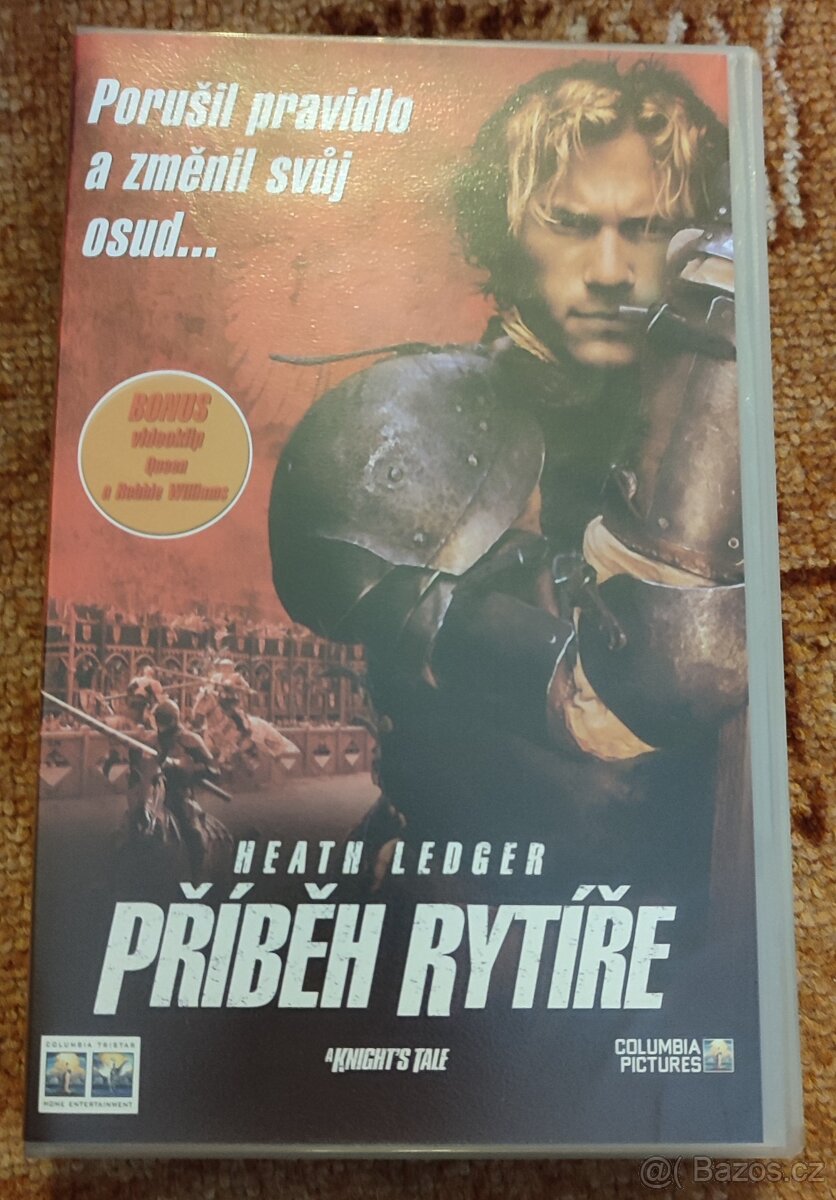 Porušil pravidlo
a změnil svůj
osud...
BONUS
videoklip
Queen
a Robbie Williams
HEATH LEDGER
PŘÍBĚH RYTÍŘE
COLUMBIA TRISTAR
HOME ENTERTAINMENT
A KNIGHT'S TALE
COLUMBIA
PICTURES
@( Bazos.cz